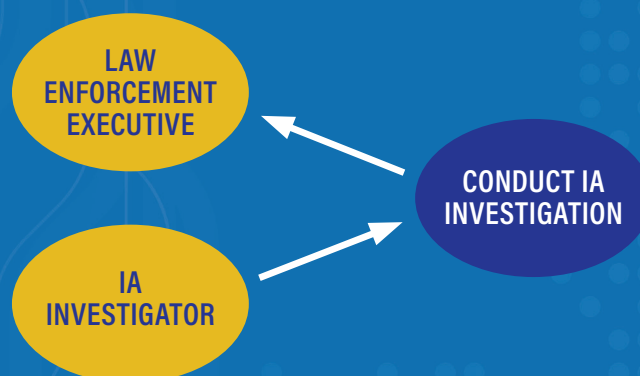 LAW
ENFORCEMENT
EXECUTIVE
CONDUCT IA
INVESTIGATION
IA
INVESTIGATOR